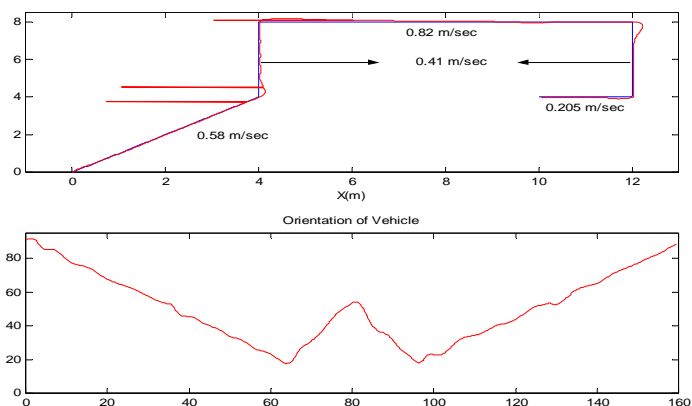 8
6
4
2
0
0.82 m/sec
0.41 m/sec
0.205 m/sec
0.58 m/sec
0 2 4 6 8 10 12
X(m)
Orientation of Vehicle
80
60
40
20
0
0 20 40 60 80 100 120 140 160